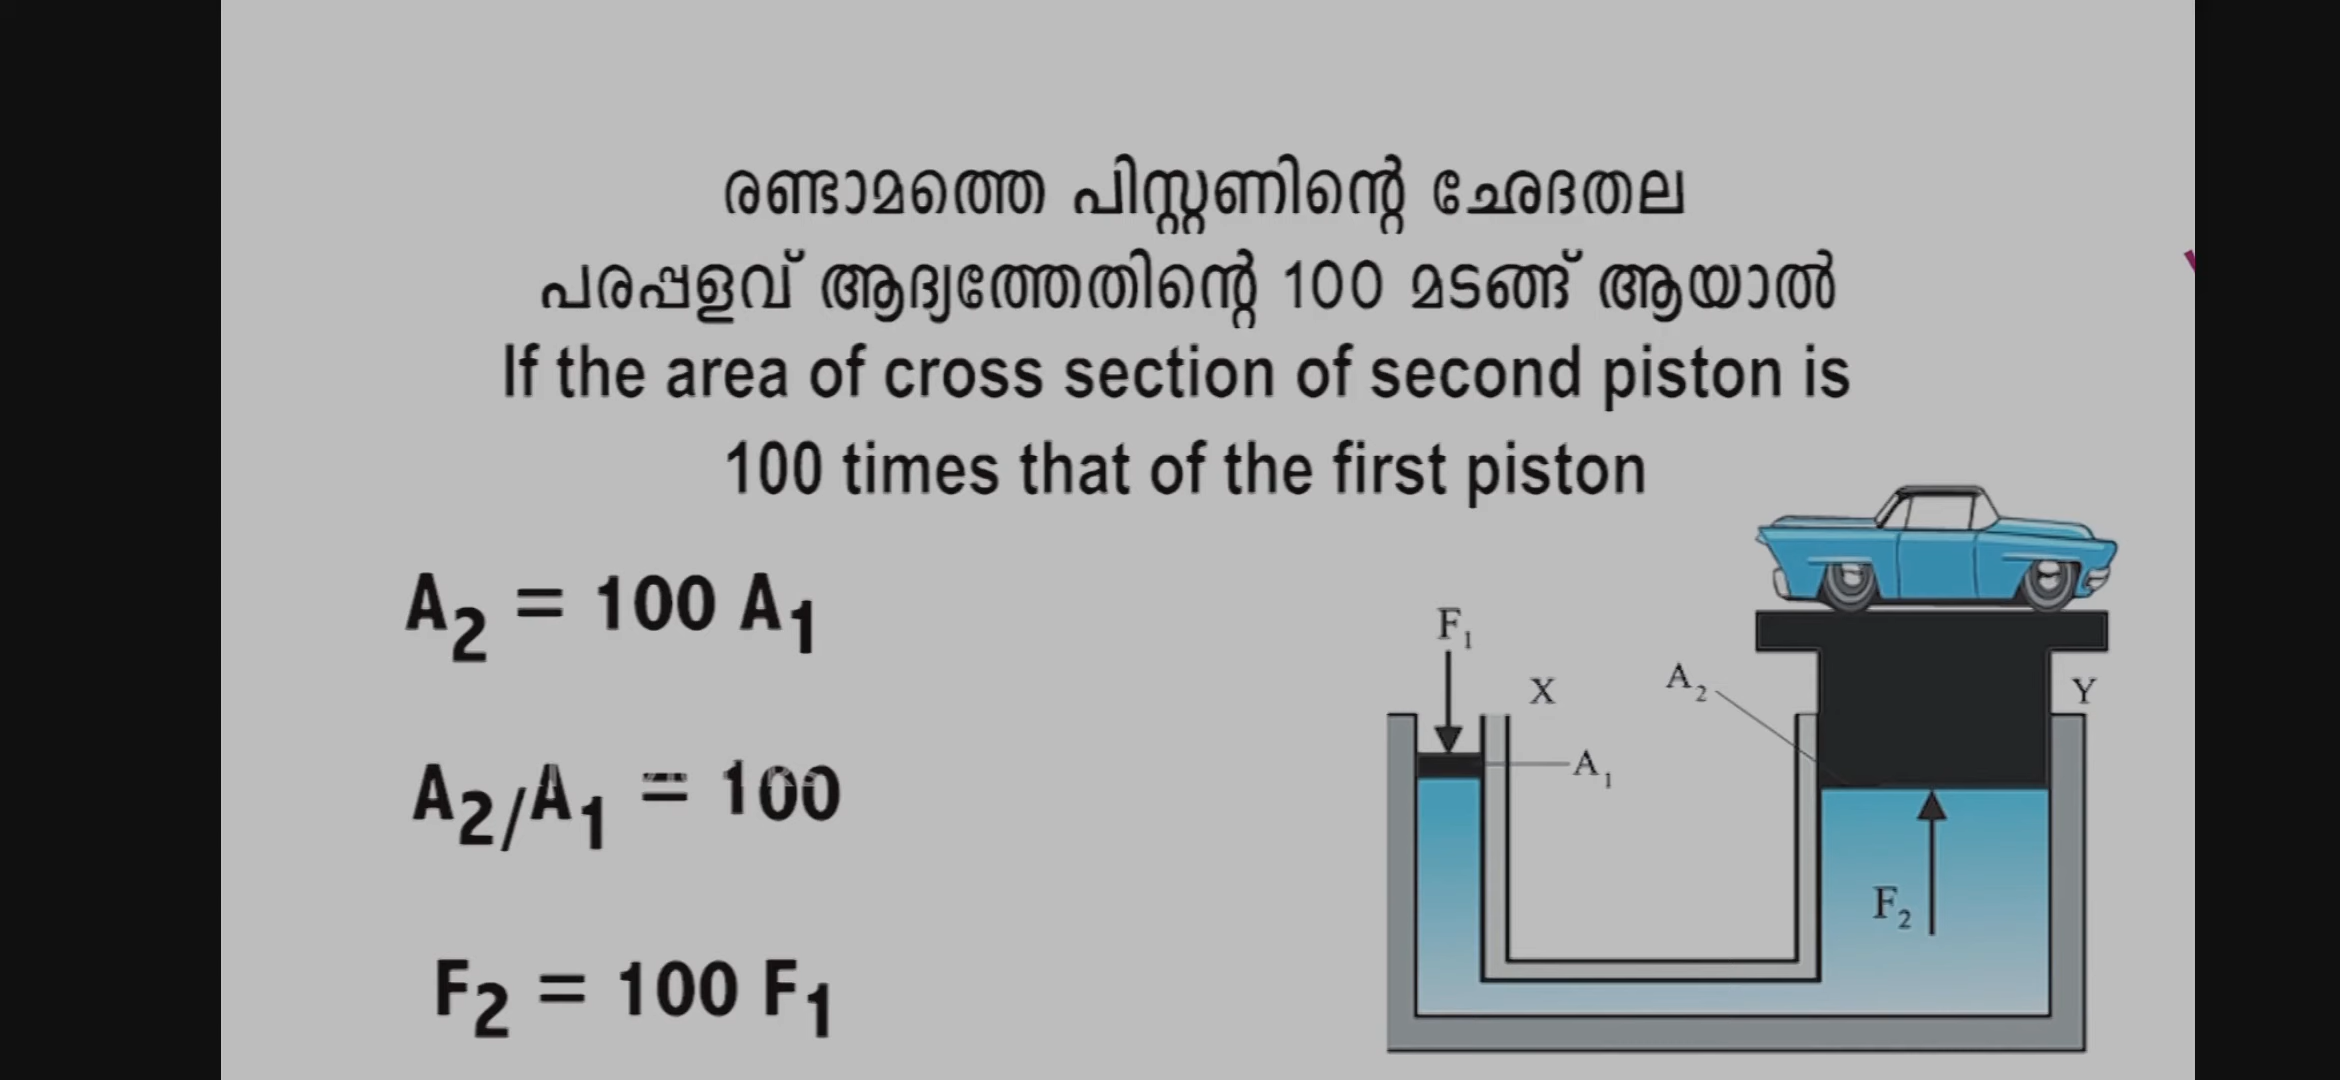 രണ്ടാമത്തെ പിസ്റ്റണിന്റെ ഛേദതല
പരപ്പളവ് ആദ്യത്തേതിന്റെ 100 മടങ്ങ് ആയാൽ
If the area of cross section of second piston is
100 times that of the first piston
A2 = 100 A1
A2/A1 = 100
F2 = 100 F1
F1
X
A2
Y
A1
F2